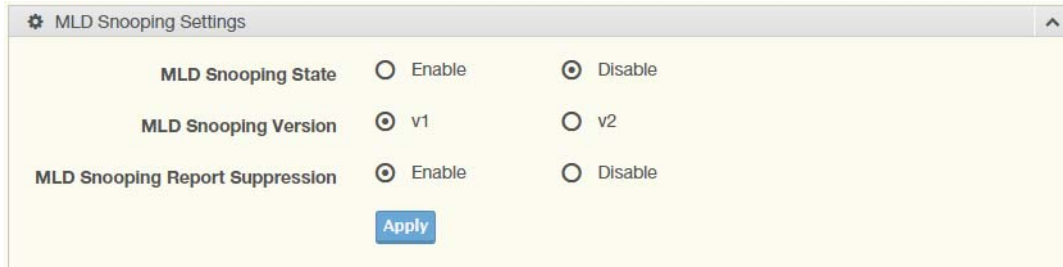 MLD Snooping Settings
MLD Snooping State Enable Disable
MLD Snooping Version v1 v2
MLD Snooping Report Suppression Enable Disable
Apply